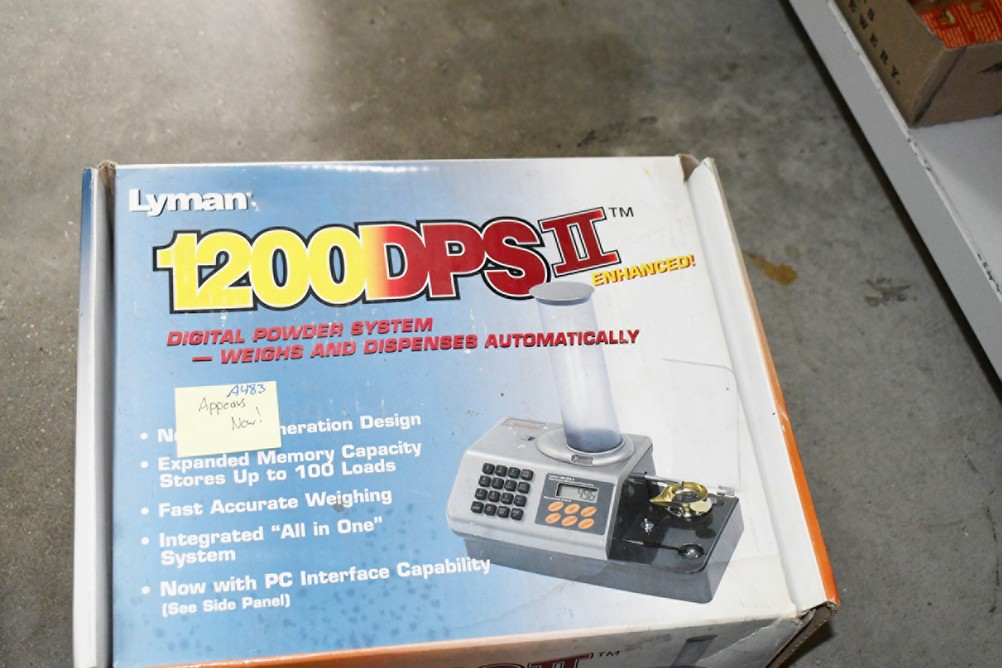 Lyman®
1200DPS II™
ENHANCED!
DIGITAL POWDER SYSTEM
— WEIGHS AND DISPENSES AUTOMATICALLY
A483
Appears
New!
• Ne
neration Design
• Expanded Memory Capacity
Stores Up to 100 Loads
• Fast Accurate Weighing
• Integrated “All in One”
System
• Now with PC Interface Capability
(See Side Panel)